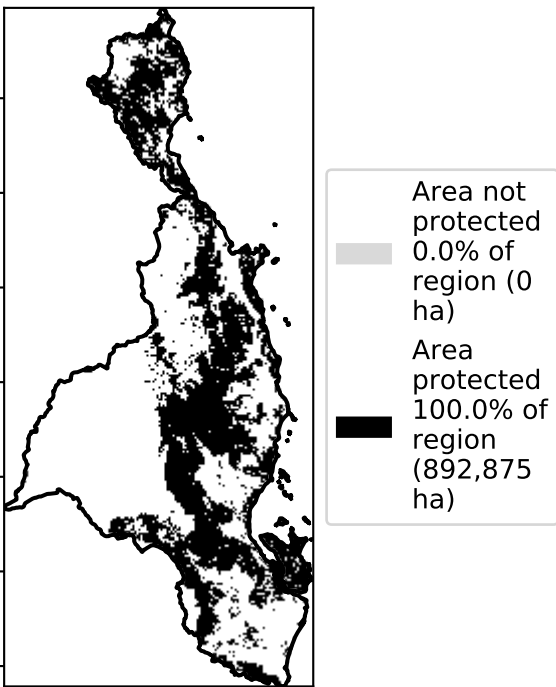 Area not
protected
0.0% of
region (0
ha)
Area
protected
100.0% of
region
(892,875
ha)